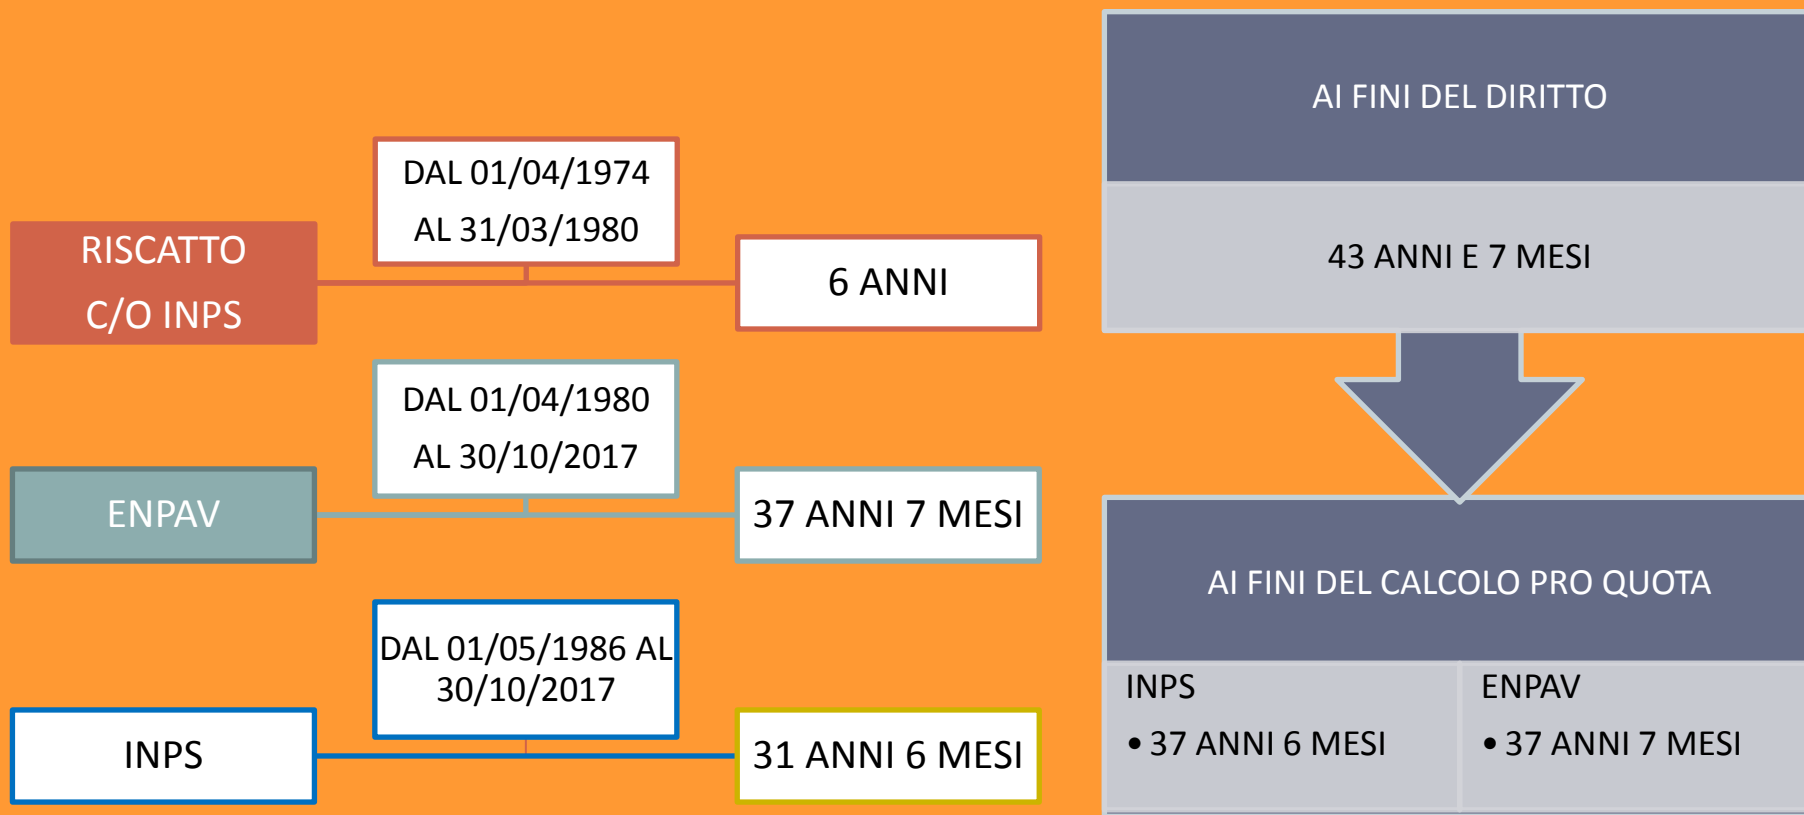 RISCATTO
C/O INPS
DAL 01/04/1974
AL 31/03/1980
6 ANNI
ENPAV
DAL 01/04/1980
AL 30/10/2017
37 ANNI 7 MESI
INPS
DAL 01/05/1986 AL
30/10/2017
31 ANNI 6 MESI
AI FINI DEL DIRITTO
43 ANNI E 7 MESI
AI FINI DEL CALCOLO PRO QUOTA
INPS
• 37 ANNI 6 MESI
ENPAV
• 37 ANNI 7 MESI